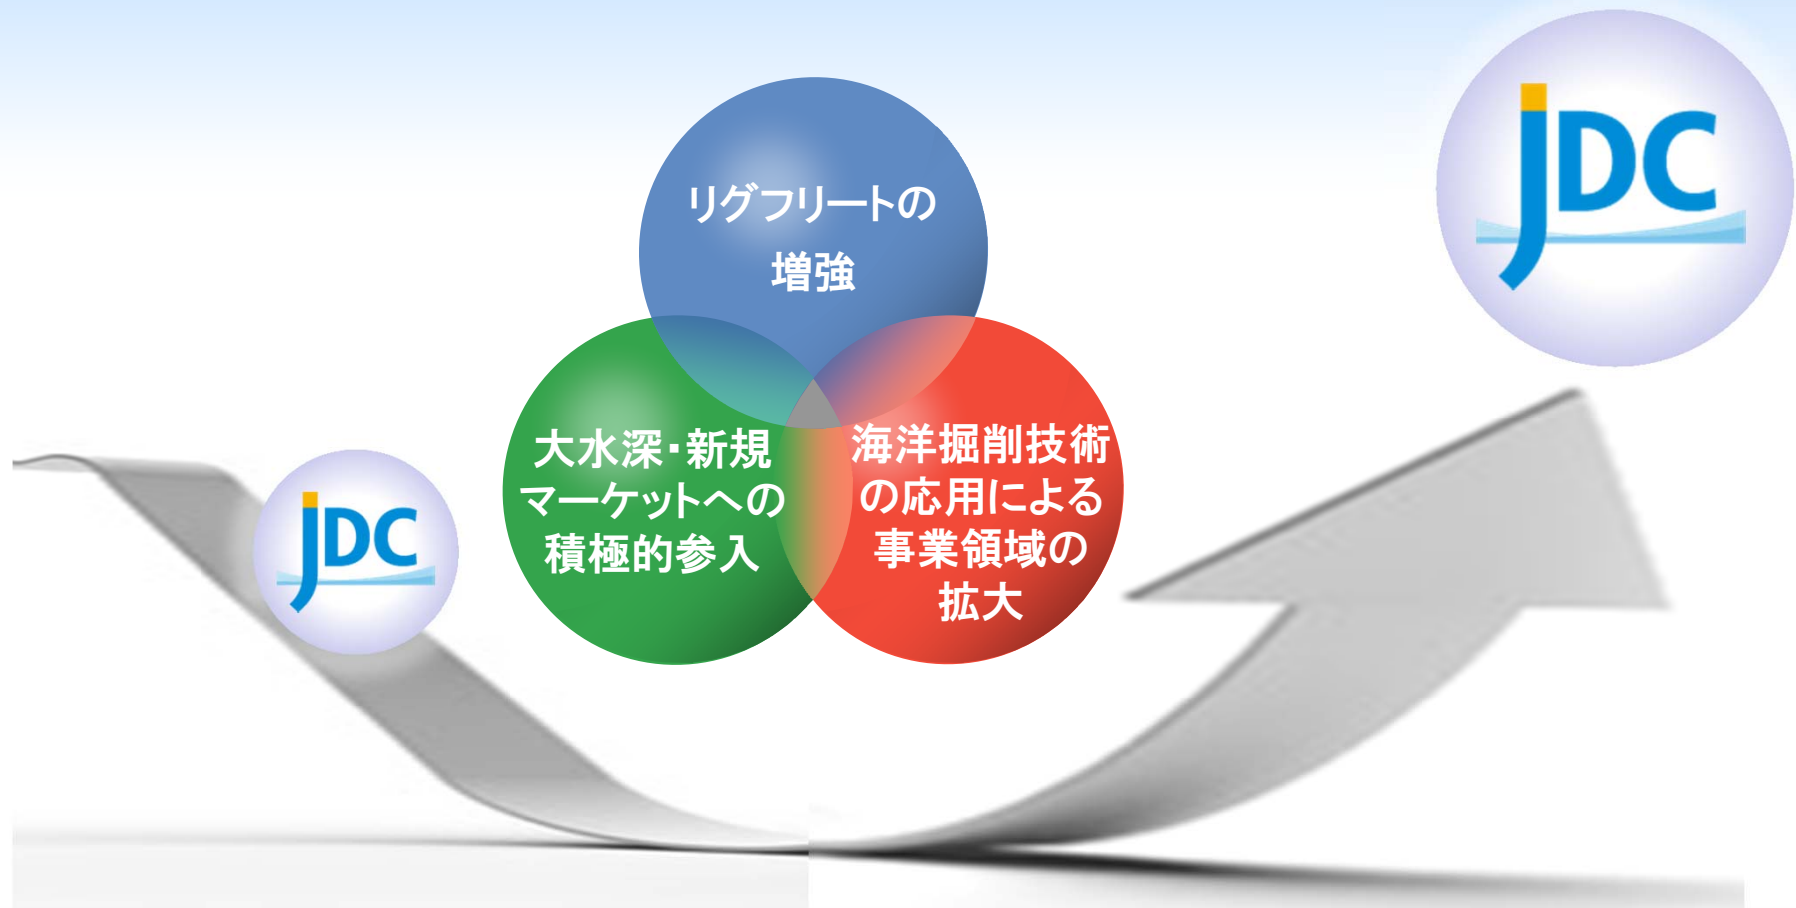 JDC
リグフリートの
増強
大水深・新規
マーケットへの
積極的参入
海洋掘削技術
の応用による
事業領域の
拡大
JDC